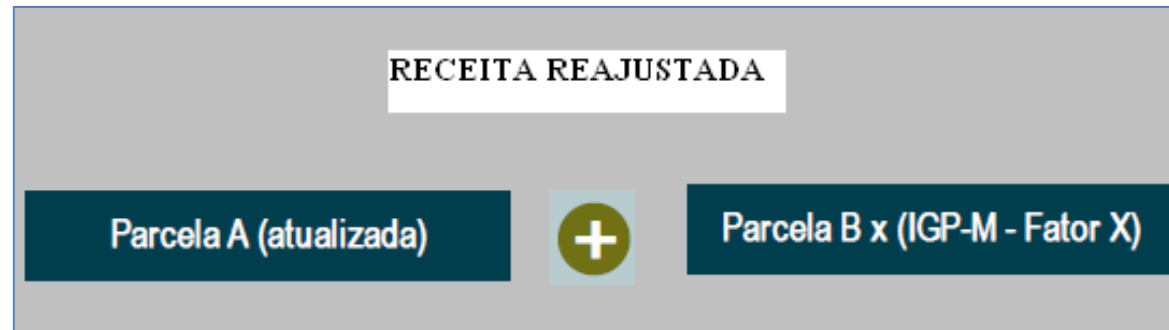 RECEITA REAJUSTADA
Parcela A (atualizada)
+
Parcela B x (IGP-M - Fator X)